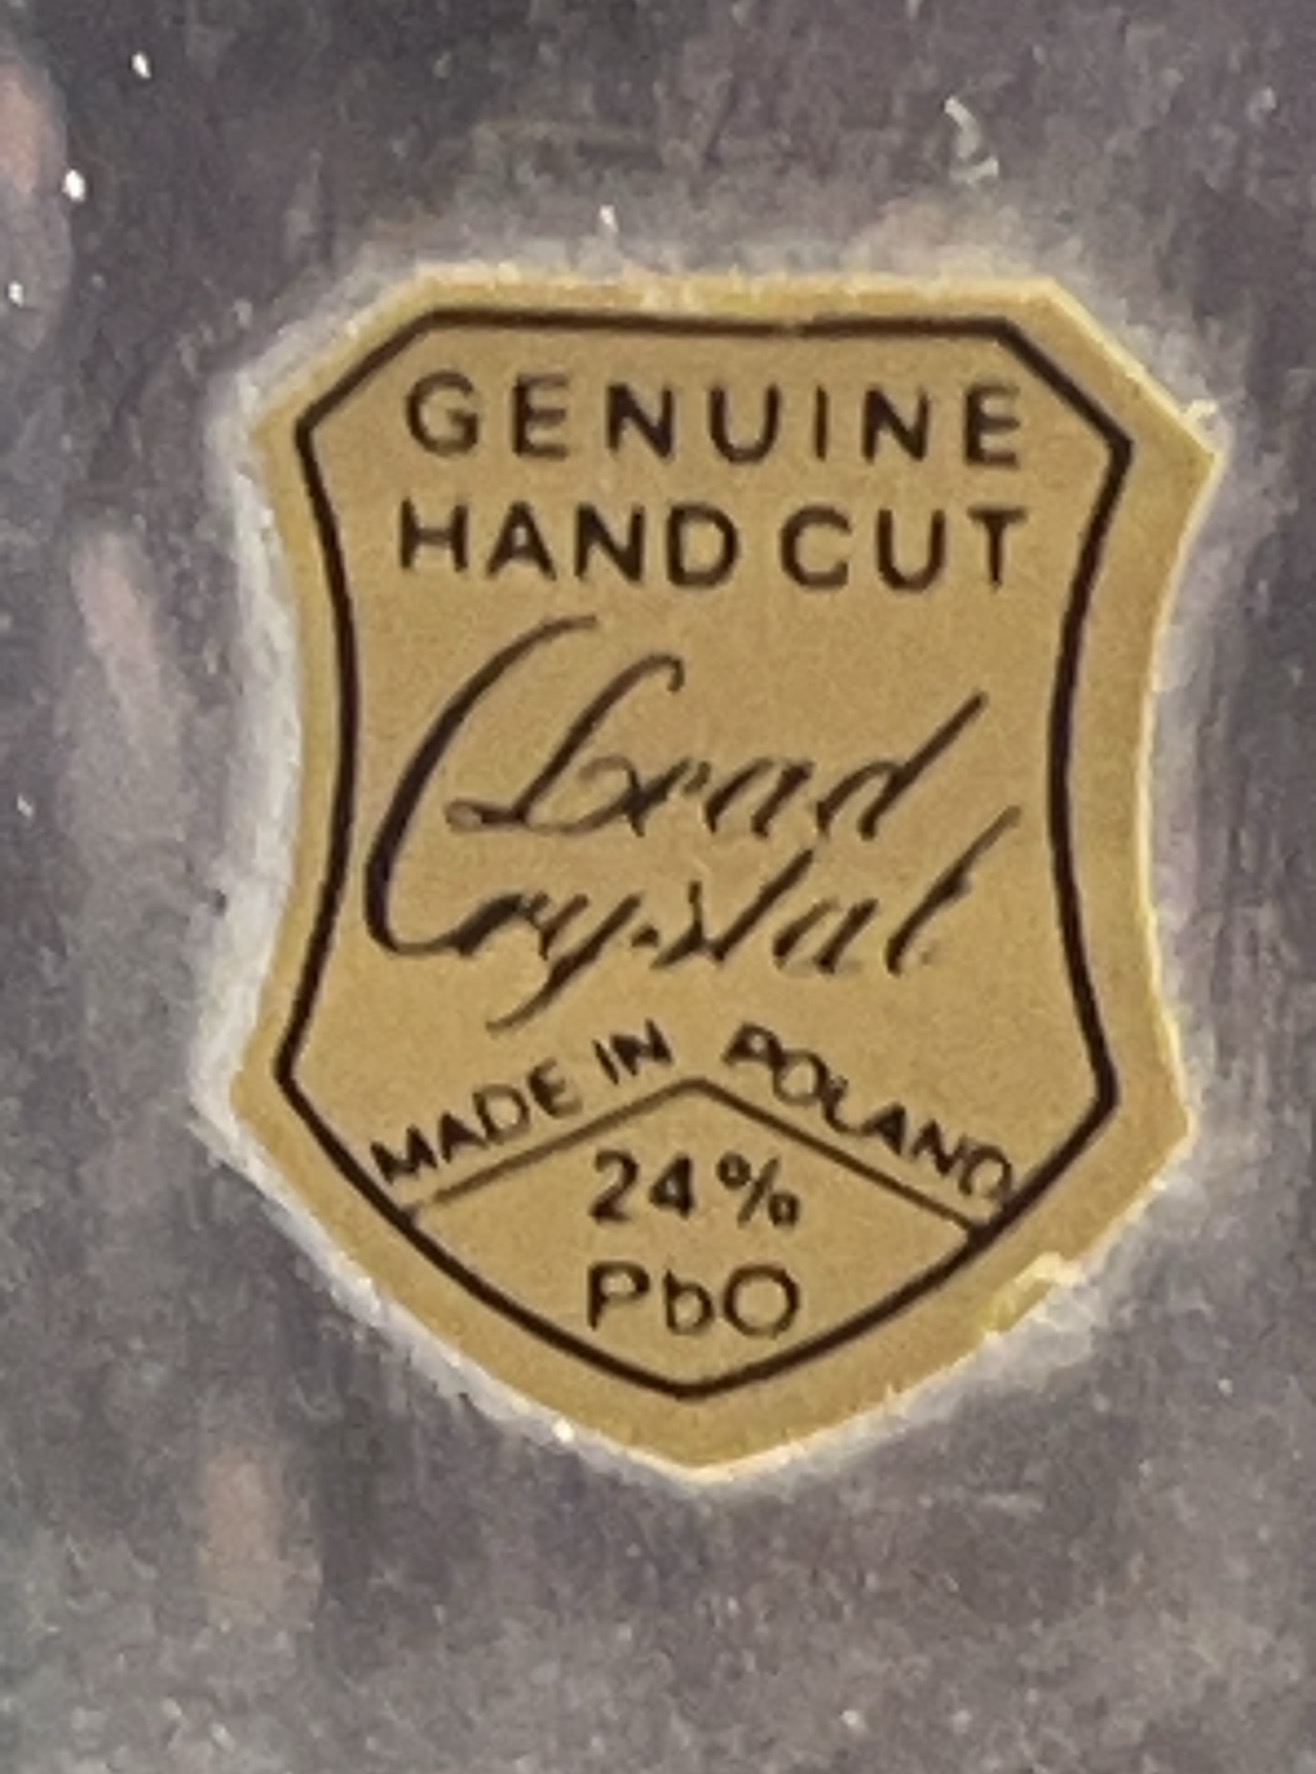 GENUINE
HAND CUT
Lead
Crystal
MADE IN POLAND
24%
PbO